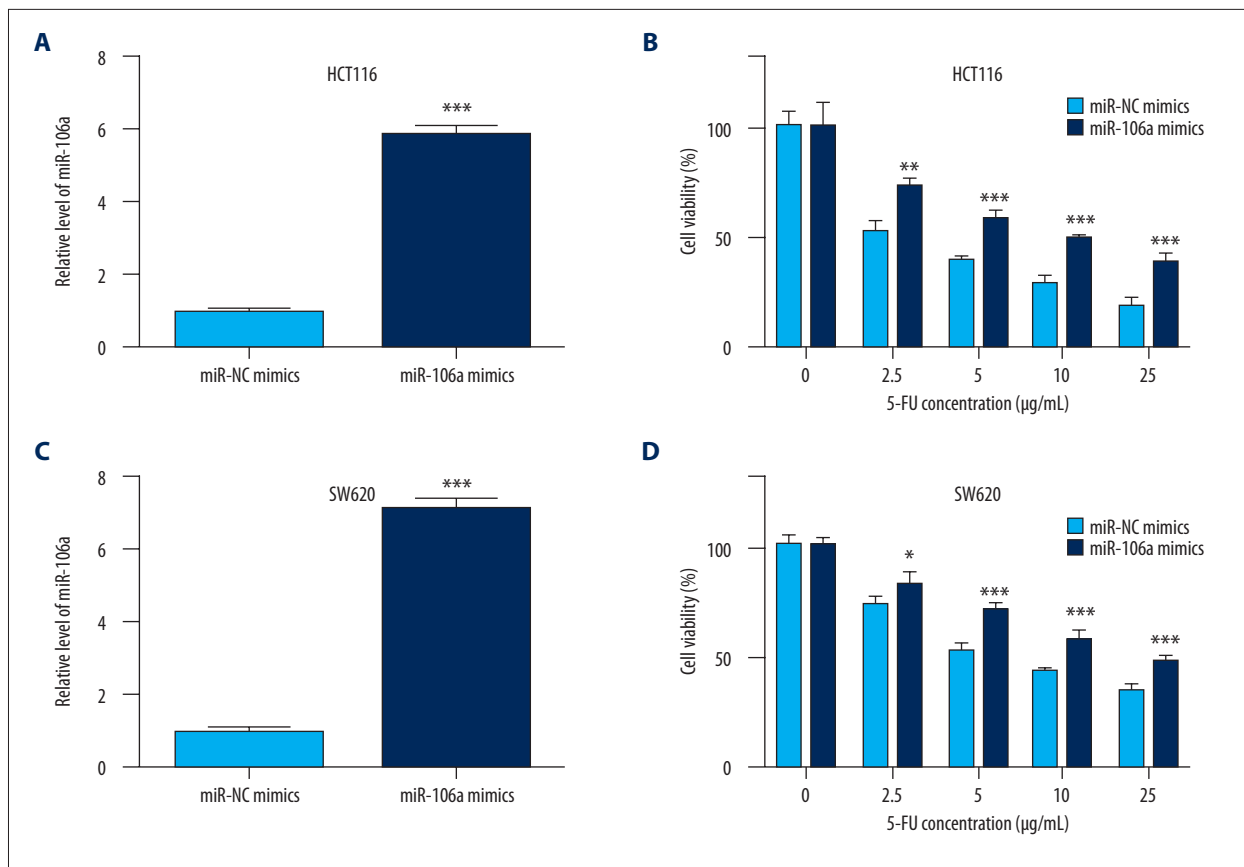 A
HCT116
Relative level of miR-106a
8
6
4
2
0
***
miR-NC mimics
miR-106a mimics
B
HCT116
miR-NC mimics
miR-106a mimics
Cell viability (%)
100
50
0
**
***
***
***
0 2.5 5 10 25
5-FU concentration (µg/mL)
C
SW620
Relative level of miR-106a
8
6
4
2
0
***
miR-NC mimics
miR-106a mimics
D
SW620
miR-NC mimics
miR-106a mimics
Cell viability (%)
100
50
0
*
***
***
***
0 2.5 5 10 25
5-FU concentration (µg/mL)